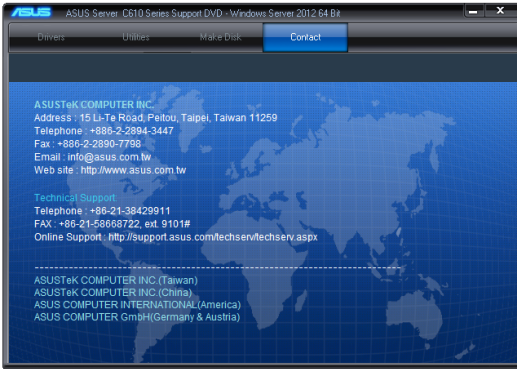 ASUS ASUS Server C610 Series Support DVD - Windows Server 2012 64 Bit
Drivers Utilities Make Disk Contact
ASUSTeK COMPUTER INC.
Address : 15 Li-Te Road, Peitou, Taipei, Taiwan 11259
Telephone : +886-2-2894-3447
Fax : +886-2-2890-7798
Email : info@asus.com.tw
Web site : http://www.asus.com.tw
Technical Support
Telephone : +86-21-38429911
FAX : +86-21-58668722, ext. 9101#
Online Support : http://support.asus.com/techserv/techserv.aspx
ASUSTeK COMPUTER INC.(Taiwan)
ASUSTeK COMPUTER INC.(China)
ASUS COMPUTER INTERNATIONAL(America)
ASUS COMPUTER GmbH(Germany & Austria)